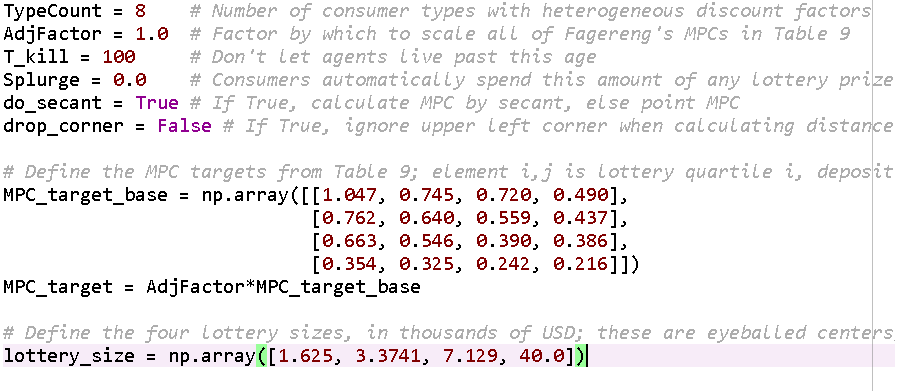 TypeCount = 8    # Number of consumer types with heterogeneous discount factors
AdjFactor = 1.0  # Factor by which to scale all of Fagereng's MPCs in Table 9
T_kill = 100     # Don't let agents live past this age
Splurge = 0.0    # Consumers automatically spend this amount of any lottery prize
do_secant = True # If True, calculate MPC by secant, else point MPC
drop_corner = False # If True, ignore upper left corner when calculating distance
# Define the MPC targets from Table 9; element i,j is lottery quartile i, deposit
MPC_target_base = np.array([[1.047, 0.745, 0.720, 0.490],
                            [0.762, 0.640, 0.559, 0.437],
                            [0.663, 0.546, 0.390, 0.386],
                            [0.354, 0.325, 0.242, 0.216]])
MPC_target = AdjFactor*MPC_target_base
# Define the four lottery sizes, in thousands of USD; these are eyeballed centers
lottery_size = np.array([1.625, 3.3741, 7.129, 40.0])